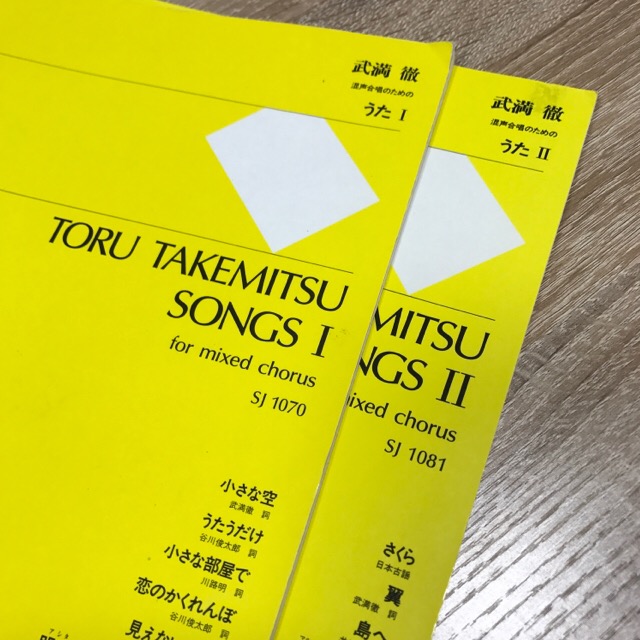 武満 徹
混声合唱のための
うた I
TORU TAKEMITSU
SONGS I
for mixed chorus
SJ 1070
小さな空
武満徹 詞
うたうだけ
谷川俊太郎 詞
小さな部屋で
川路明 詞
恋のかくれんぼ
谷川俊太郎 詞
見えない
アシタ
武満 徹
混声合唱のための
うた II
MITSU
NGS II
mixed chorus
SJ 1081
さくら
日本古謡
翼
武満徹 詞
島へ